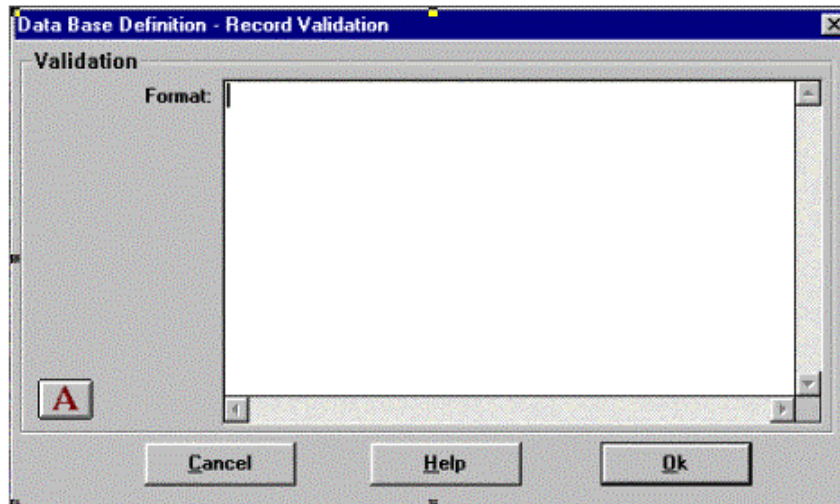 Data Base Definition - Record Validation
Validation
Format:
A
Cancel Help Ok